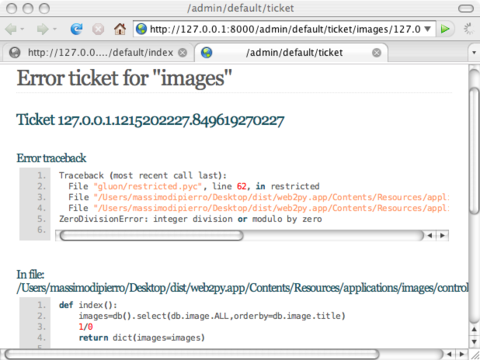 /admin/default/ticket
http://127.0.0.1:8000/admin/default/ticket/images/127.0
http://127.0.0..../default/index
/admin/default/ticket
Error ticket for "images"
Ticket 127.0.0.1.1215202227.849619270227
Error traceback
1. Traceback (most recent call last):
2. File "gluon/restricted.pyc", line 62, in restricted
3. File "/Users/massimodipierro/Desktop/dist/web2py.app/Contents/Resources/appli
4. File "/Users/massimodipierro/Desktop/dist/web2py.app/Contents/Resources/appli
5. ZeroDivisionError: integer division or modulo by zero
6.
In file:
/Users/massimodipierro/Desktop/dist/web2py.app/Contents/Resources/applications/images/control
1. def index():
2. images=db().select(db.image.ALL,orderby=db.image.title)
3. 1/0
4. return dict(images=images)